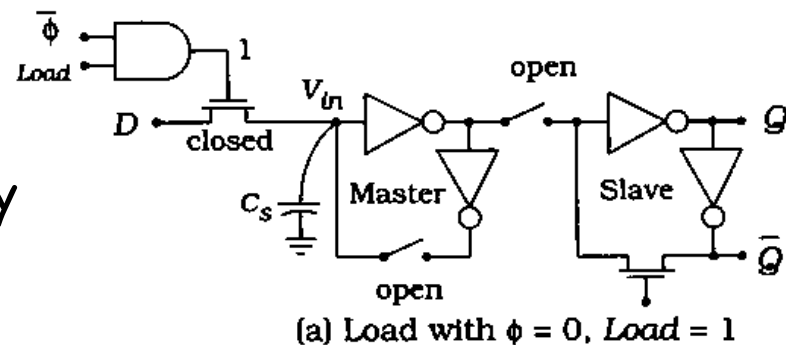 φ̅
Load
1
D
closed
V_in
open
Q
C_s
Master
Slave
Q̅
open
(a) Load with φ = 0, Load = 1
y